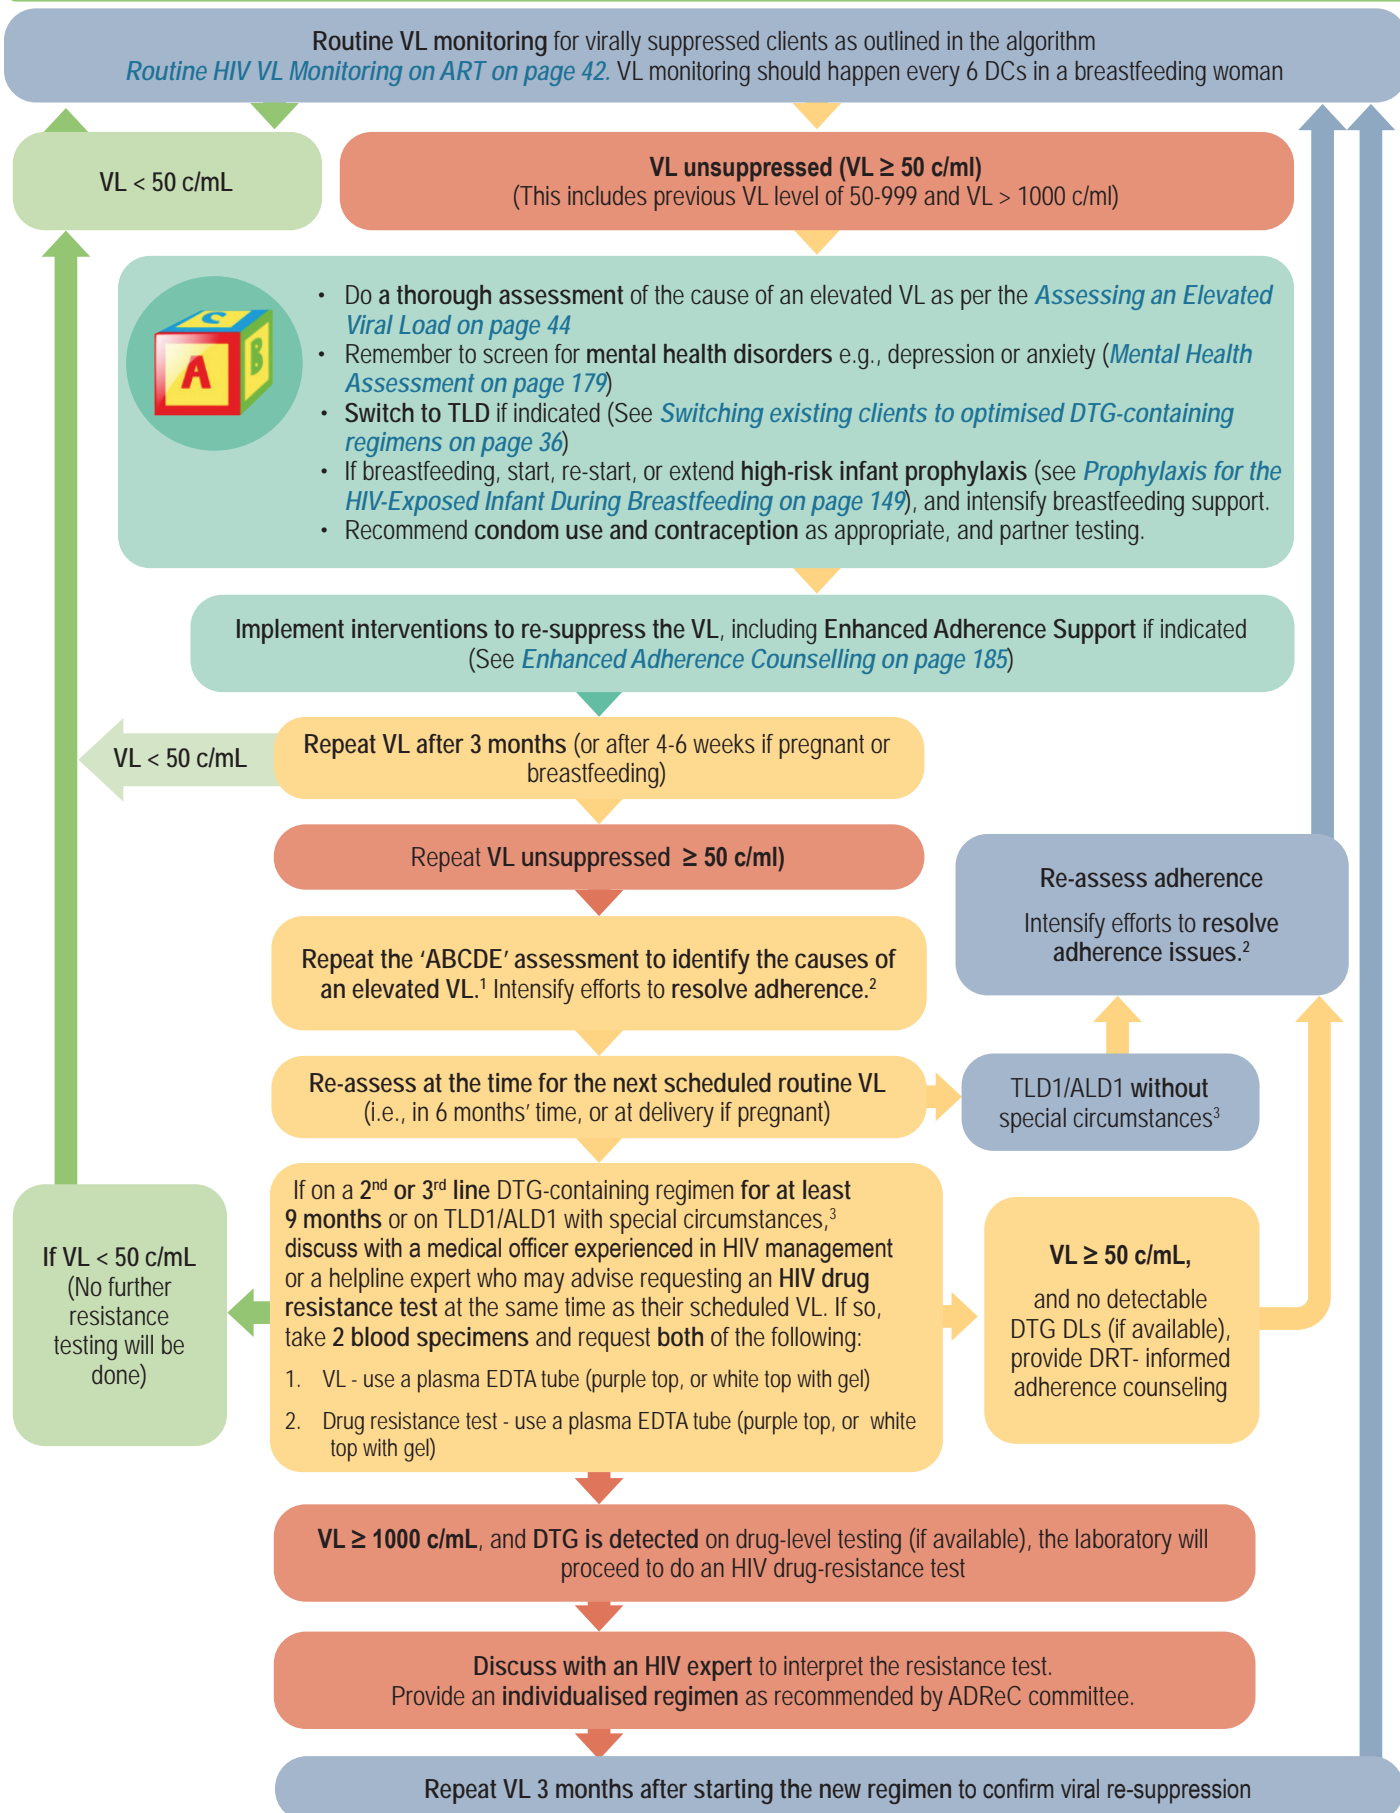 Routine VL monitoring for virally suppressed clients as outlined in the algorithm
Routine HIV VL Monitoring on ART on page 42. VL monitoring should happen every 6 DCs in a breastfeeding woman
VL < 50 c/mL
VL unsuppressed (VL ≥ 50 c/ml)
(This includes previous VL level of 50-999 and VL > 1000 c/ml)
A
B
C
• Do a thorough assessment of the cause of an elevated VL as per the Assessing an Elevated
Viral Load on page 44
• Remember to screen for mental health disorders e.g., depression or anxiety (Mental Health
Assessment on page 179)
• Switch to TLD if indicated (See Switching existing clients to optimised DTG-containing
regimens on page 36)
• If breastfeeding, start, re-start, or extend high-risk infant prophylaxis (see Prophylaxis for the
HIV-Exposed Infant During Breastfeeding on page 149), and intensify breastfeeding support.
• Recommend condom use and contraception as appropriate, and partner testing.
Implement interventions to re-suppress the VL, including Enhanced Adherence Support if indicated
(See Enhanced Adherence Counselling on page 185)
VL < 50 c/mL
Repeat VL after 3 months (or after 4-6 weeks if pregnant or
breastfeeding)
Repeat VL unsuppressed ≥ 50 c/ml)
Repeat the 'ABCDE' assessment to identify the causes of
an elevated VL.¹ Intensify efforts to resolve adherence.²
Re-assess adherence
Intensify efforts to resolve
adherence issues.²
Re-assess at the time for the next scheduled routine VL
(i.e., in 6 months' time, or at delivery if pregnant)
TLD1/ALD1 without
special circumstances³
If VL < 50 c/mL
(No further
resistance
testing will be
done)
If on a 2nd or 3rd line DTG-containing regimen for at least
9 months or on TLD1/ALD1 with special circumstances,³
discuss with a medical officer experienced in HIV management
or a helpline expert who may advise requesting an HIV drug
resistance test at the same time as their scheduled VL. If so,
take 2 blood specimens and request both of the following:
1. VL - use a plasma EDTA tube (purple top, or white top with gel)
2. Drug resistance test - use a plasma EDTA tube (purple top, or white
top with gel)
VL ≥ 50 c/mL,
and no detectable
DTG DLs (if available),
provide DRT- informed
adherence counseling
VL ≥ 1000 c/mL, and DTG is detected on drug-level testing (if available), the laboratory will
proceed to do an HIV drug-resistance test
Discuss with an HIV expert to interpret the resistance test.
Provide an individualised regimen as recommended by ADReC committee.
Repeat VL 3 months after starting the new regimen to confirm viral re-suppression